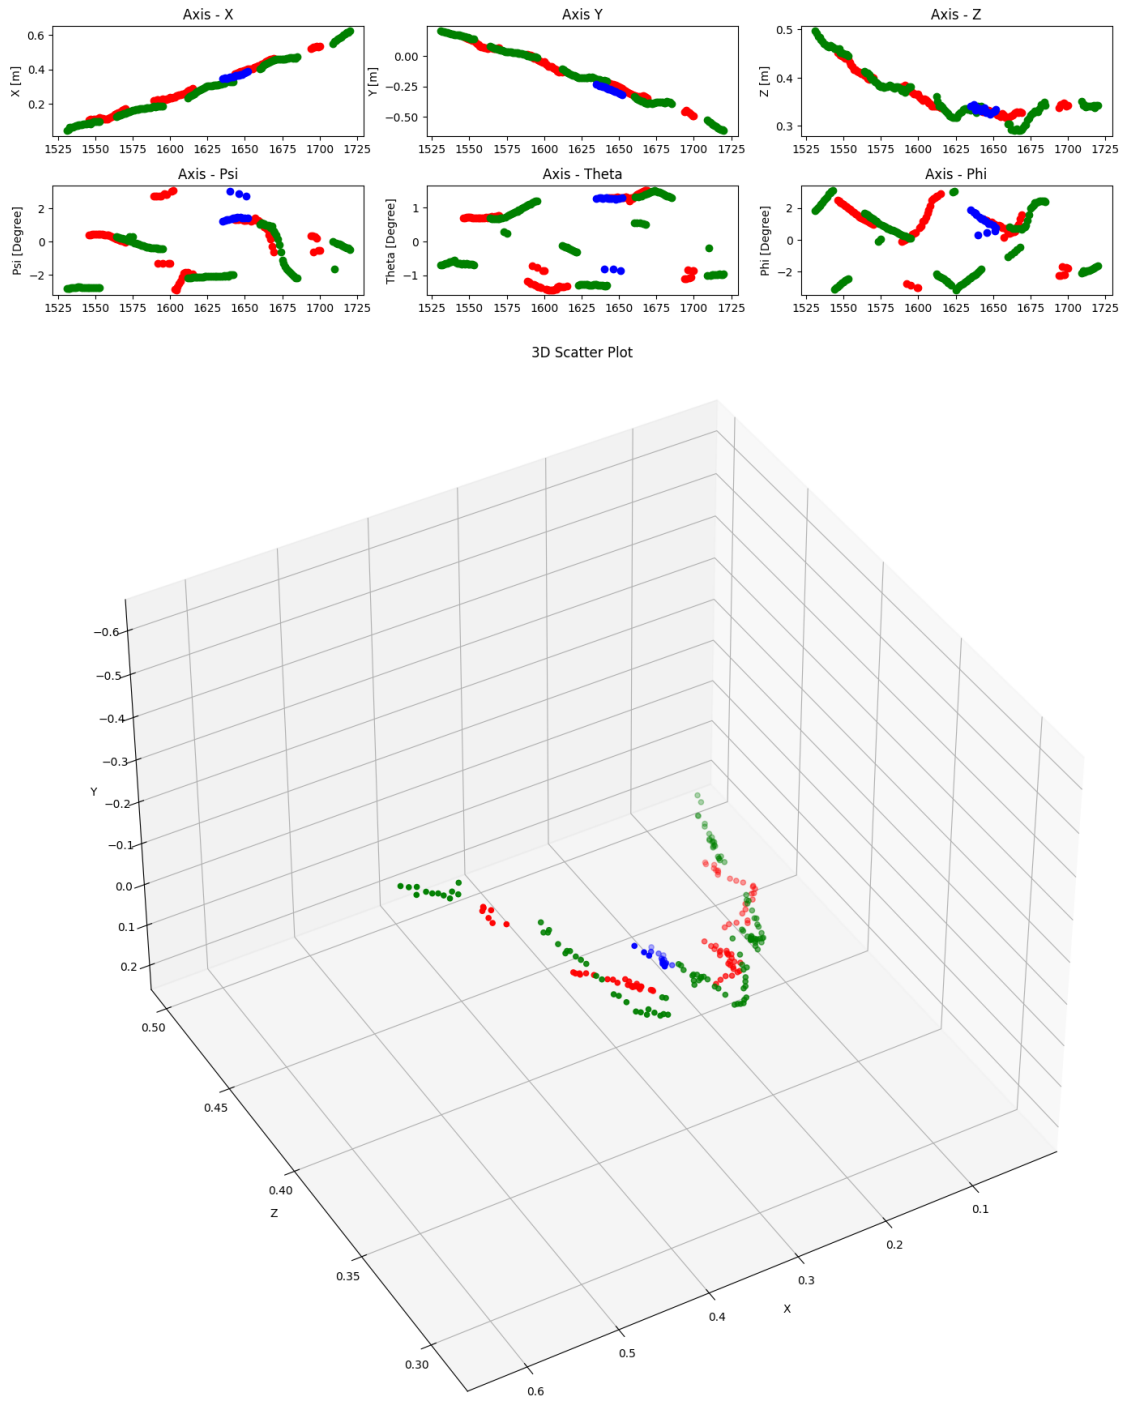 Axis - X
Axis Y
Axis - Z
X [m]
0.6
0.4
0.2
1525 1550 1575 1600 1625 1650 1675 1700 1725
Y [m]
0.00
−0.25
−0.50
1525 1550 1575 1600 1625 1650 1675 1700 1725
Z [m]
0.5
0.4
0.3
1525 1550 1575 1600 1625 1650 1675 1700 1725
Axis - Psi
Axis - Theta
Axis - Phi
Psi [Degree]
2
0
−2
1525 1550 1575 1600 1625 1650 1675 1700 1725
Theta [Degree]
1
0
−1
1525 1550 1575 1600 1625 1650 1675 1700 1725
Phi [Degree]
2
0
−2
1525 1550 1575 1600 1625 1650 1675 1700 1725
3D Scatter Plot
−0.6
−0.5
−0.4
−0.3
−0.2
−0.1
0.0
0.1
0.2
Y
0.50
0.45
0.40
0.35
0.30
Z
0.1
0.2
0.3
0.4
0.5
0.6
X